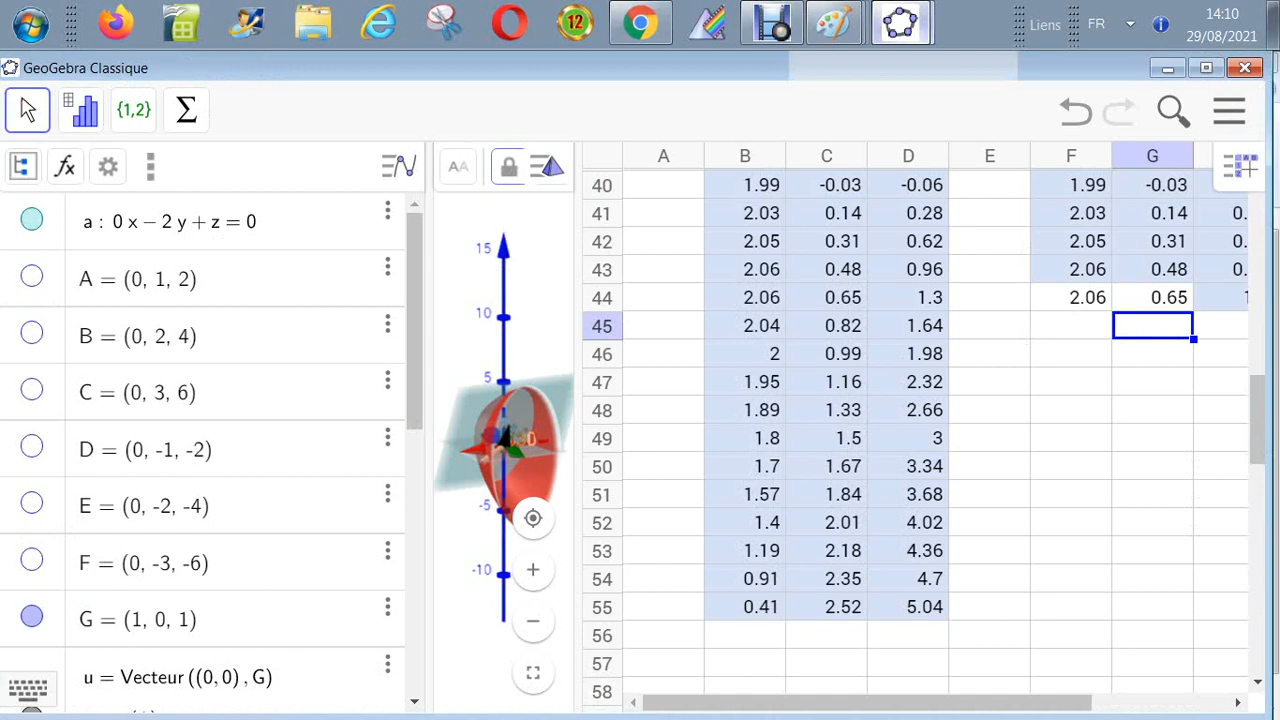 12
Liens
FR
14:10
29/08/2021
GeoGebra Classique
{1,2}
Σ
fx
AA
a : 0 x − 2 y + z = 0
A = (0, 1, 2)
B = (0, 2, 4)
C = (0, 3, 6)
D = (0, -1, -2)
E = (0, -2, -4)
F = (0, -3, -6)
G = (1, 0, 1)
u = Vecteur ((0,0) , G)
15
10
5
0
-5
-10
A B C D E F G
40 1.99 -0.03 -0.06 1.99 -0.03
41 2.03 0.14 0.28 2.03 0.14 0.
42 2.05 0.31 0.62 2.05 0.31 0.
43 2.06 0.48 0.96 2.06 0.48 0.
44 2.06 0.65 1.3 2.06 0.65 1
45 2.04 0.82 1.64
46 2 0.99 1.98
47 1.95 1.16 2.32
48 1.89 1.33 2.66
49 1.8 1.5 3
50 1.7 1.67 3.34
51 1.57 1.84 3.68
52 1.4 2.01 4.02
53 1.19 2.18 4.36
54 0.91 2.35 4.7
55 0.41 2.52 5.04
56
57
58